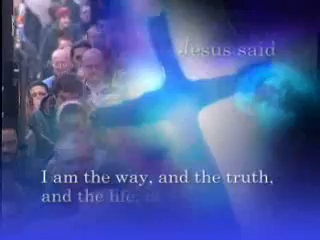 Jesus said
I am the way, and the truth,
and the life,